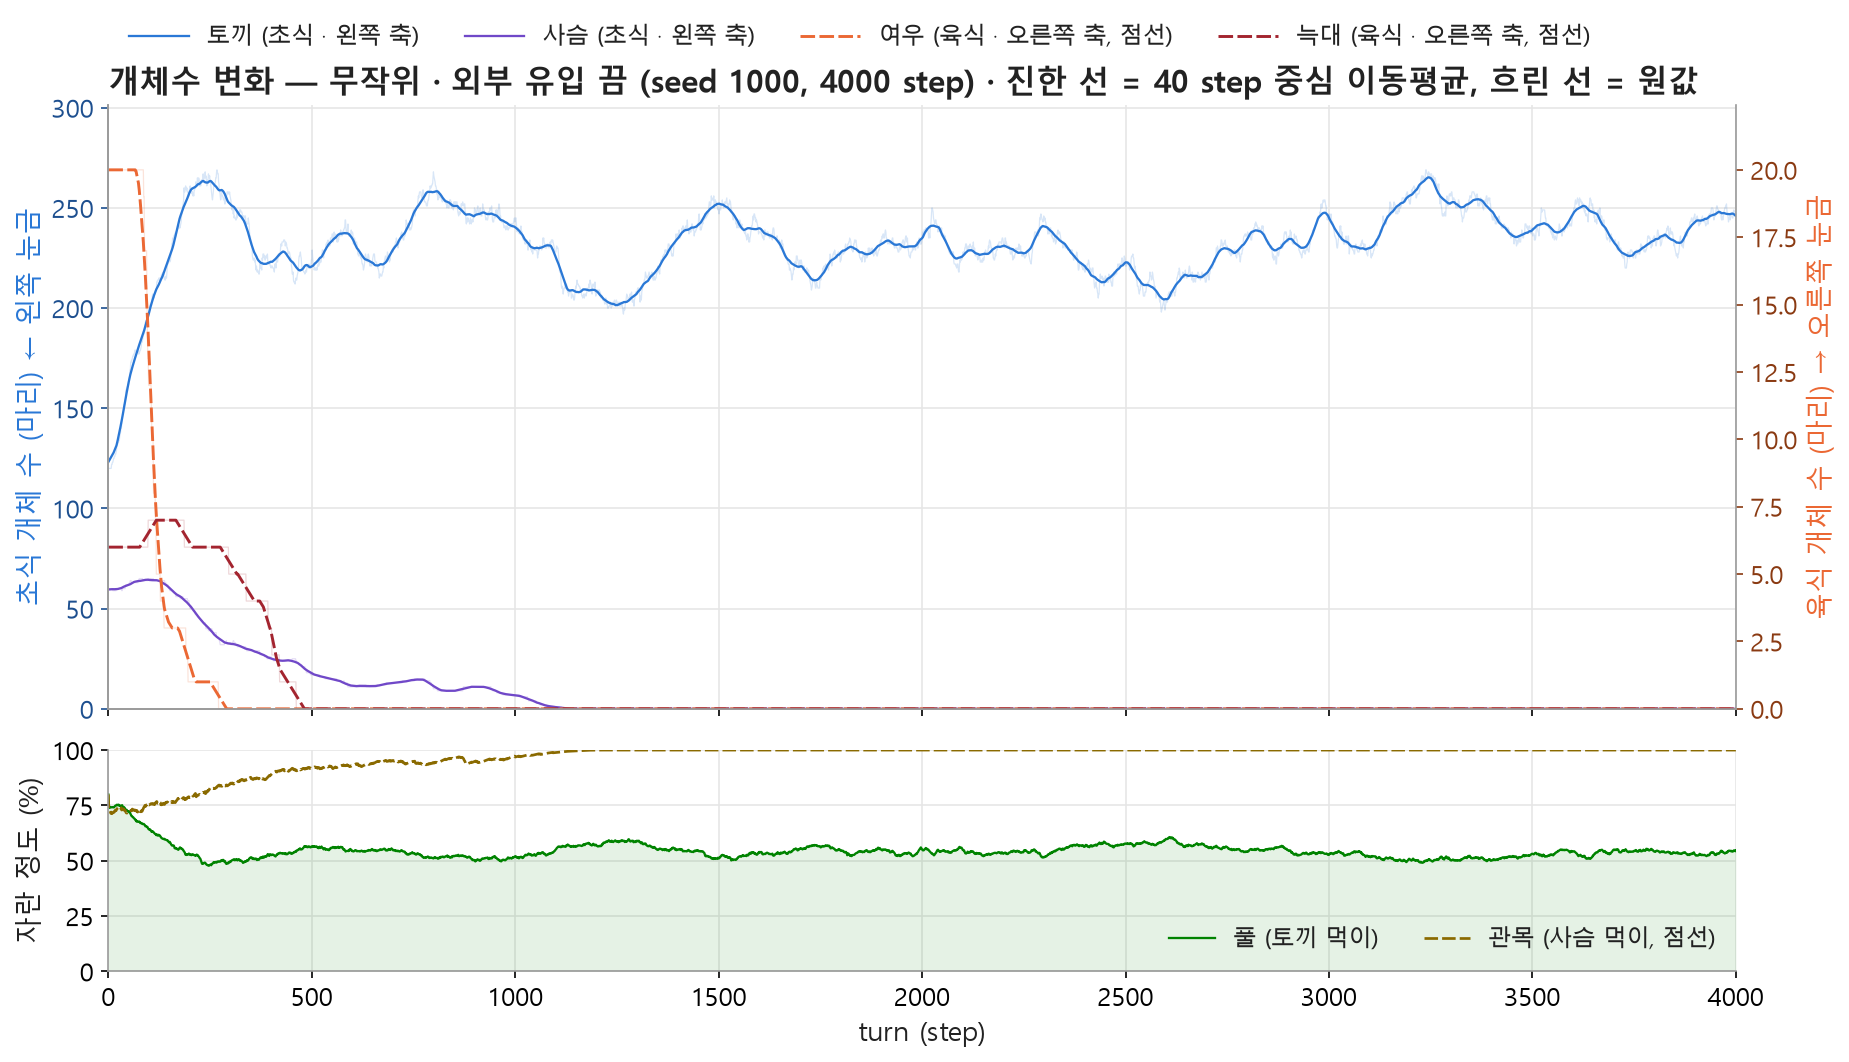 토끼 (초식 · 왼쪽 축) 사슴 (초식 · 왼쪽 축) 여우 (육식 · 오른쪽 축, 점선) 늑대 (육식 · 오른쪽 축, 점선)
개체수 변화 — 무작위 · 외부 유입 끔 (seed 1000, 4000 step) · 진한 선 = 40 step 중심 이동평균, 흐린 선 = 원값
초식 개체 수 (마리) ← 왼쪽 눈금
300
250
200
150
100
50
0
20.0
17.5
15.0
12.5
10.0
7.5
5.0
2.5
0.0
육식 개체 수 (마리) → 오른쪽 눈금
자란 정도 (%)
100
75
50
25
0
풀 (토끼 먹이) 관목 (사슴 먹이, 점선)
0 500 1000 1500 2000 2500 3000 3500 4000
turn (step)